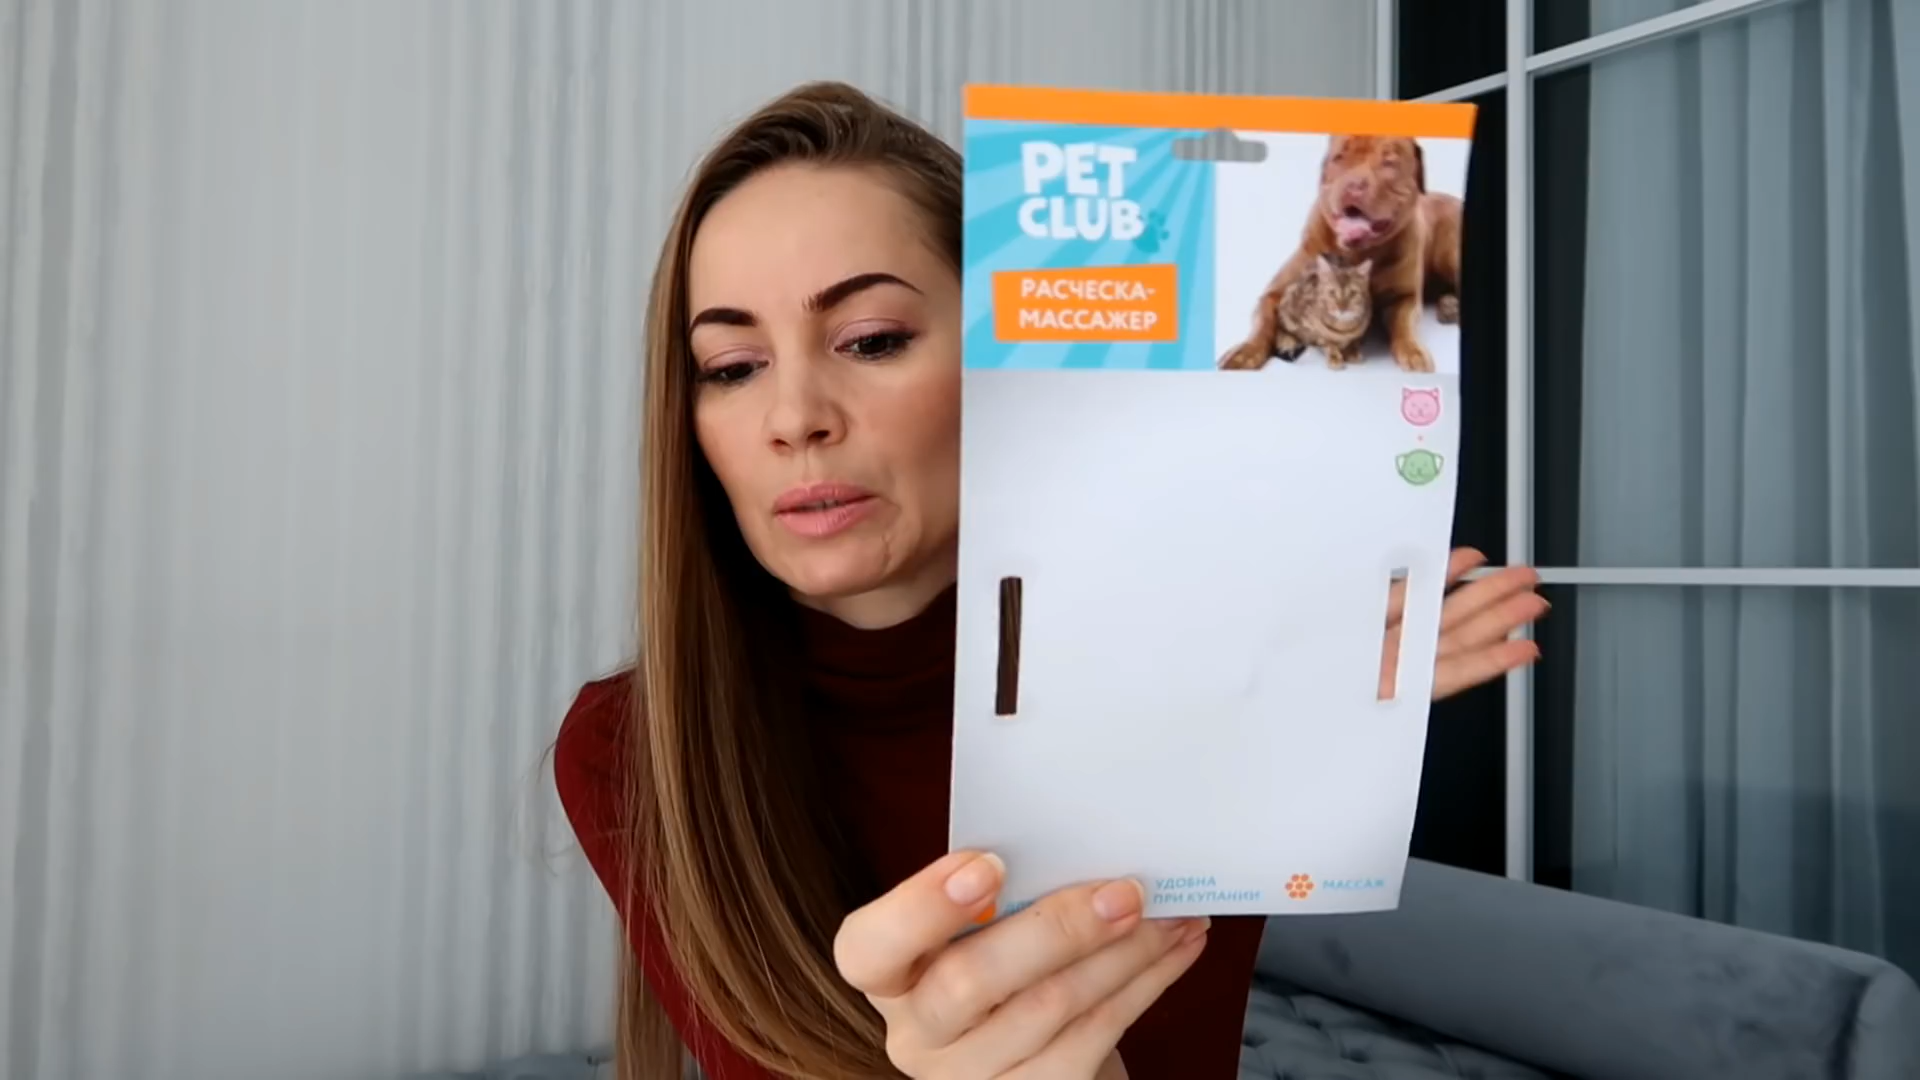 PET
CLUB
РАСЧЕСКА-
МАССАЖЕР
УДОБНА
ПРИ КУПАНИИ
МАССАЖ